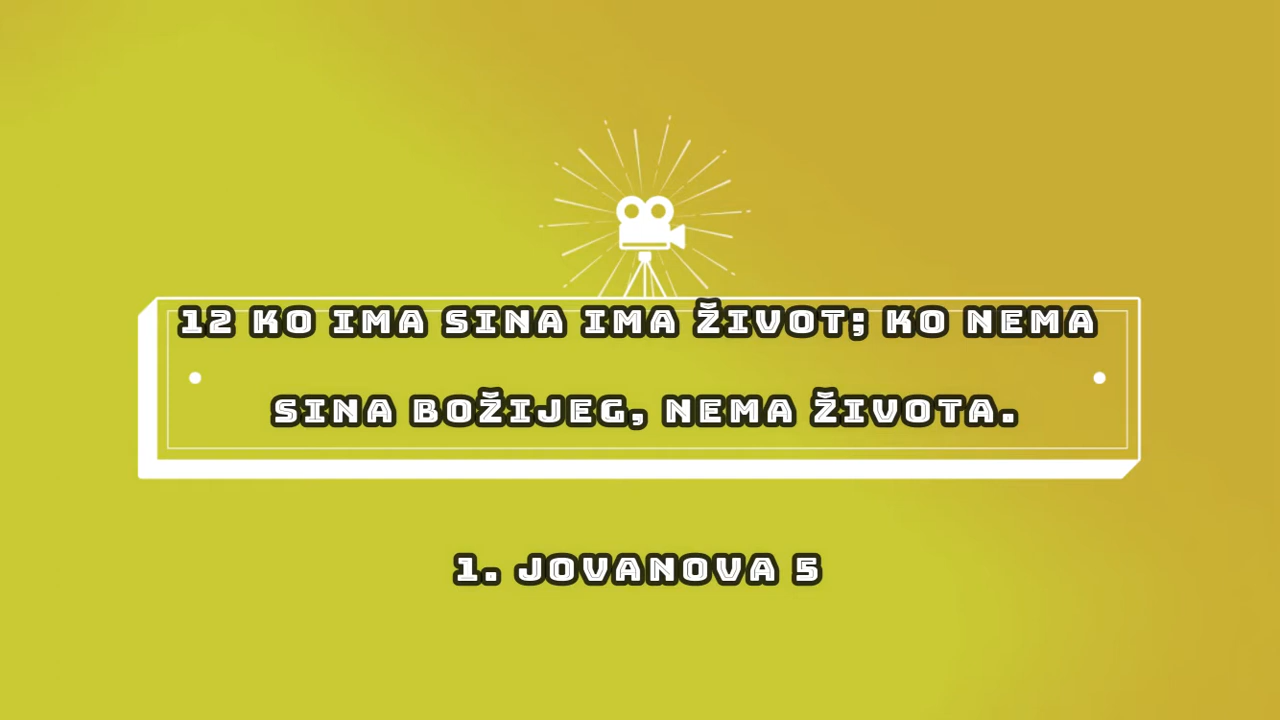 12 KO IMA SINA IMA ŽIVOT; KO NEMA
SINA BOŽIJEG, NEMA ŽIVOTA.
1. JOVANOVA 5